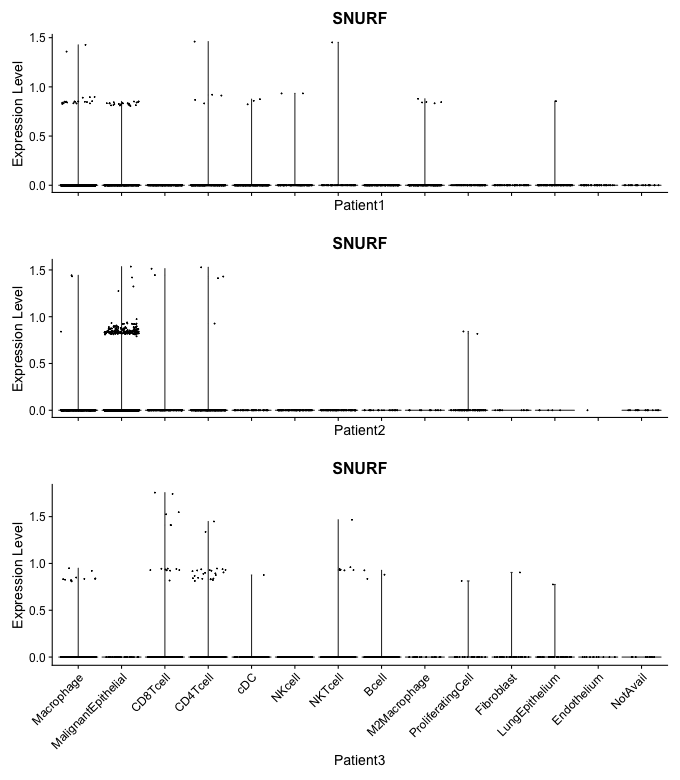 SNURF
Expression Level
1.5
1.0
0.5
0.0
Patient1
SNURF
Expression Level
1.5
1.0
0.5
0.0
Patient2
SNURF
Expression Level
1.5
1.0
0.5
0.0
Macrophage
MalignantEpithelial
CD8Tcell
CD4Tcell
cDC
NKcell
NKTcell
Bcell
M2Macrophage
ProliferatingCell
Fibroblast
LungEpithelium
Endothelium
NotAvail
Patient3